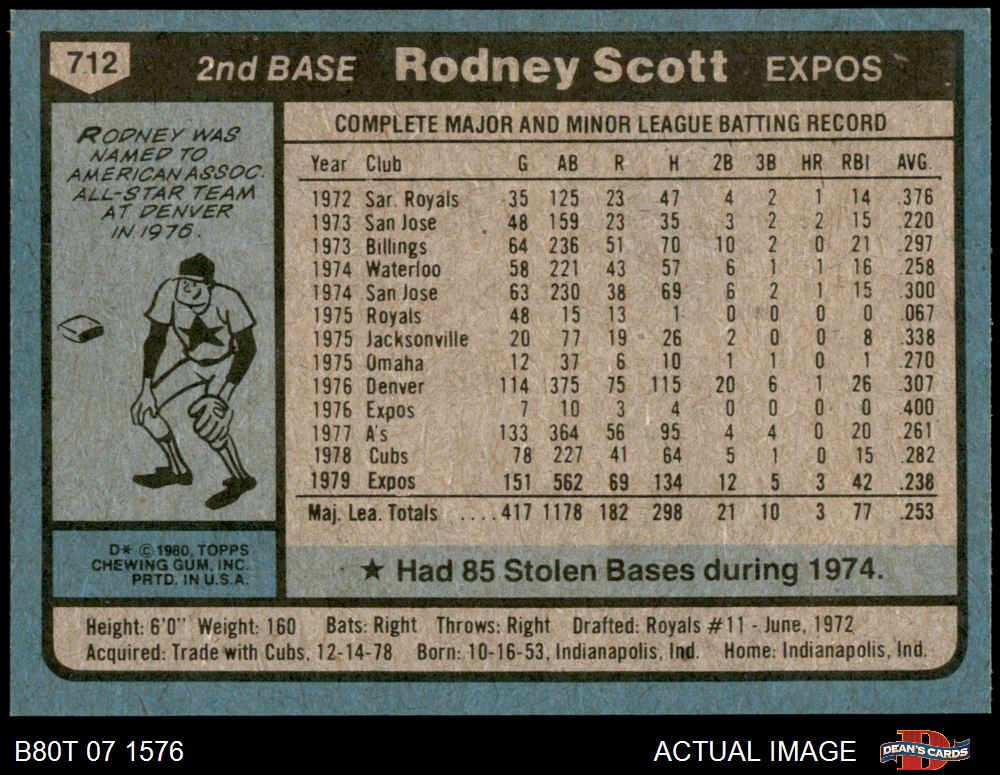 712 2nd BASE Rodney Scott EXPOS
RODNEY WAS
NAMED TO
AMERICAN ASSOC.
ALL-STAR TEAM
AT DENVER
IN 1976.
D* © 1980, TOPPS
CHEWING GUM, INC.
PRTD. IN U.S.A.
COMPLETE MAJOR AND MINOR LEAGUE BATTING RECORD
Year Club G AB R H 2B 3B HR RBI AVG.
1972 Sar. Royals 35 125 23 47 4 2 1 14 .376
1973 San Jose 48 159 23 35 3 2 2 15 .220
1973 Billings 64 236 51 70 10 2 0 21 .297
1974 Waterloo 58 221 43 57 6 1 1 16 .258
1974 San Jose 63 230 38 69 6 2 1 15 .300
1975 Royals 48 15 13 1 0 0 0 0 .067
1975 Jacksonville 20 77 19 26 2 0 0 8 .338
1975 Omaha 12 37 6 10 1 1 0 1 .270
1976 Denver 114 375 75 115 20 6 1 26 .307
1976 Expos 7 10 3 4 0 0 0 0 .400
1977 A's 133 364 56 95 4 4 0 20 .261
1978 Cubs 78 227 41 64 5 1 0 15 .282
1979 Expos 151 562 69 134 12 5 3 42 .238
Maj. Lea. Totals ....417 1178 182 298 21 10 3 77 .253
★ Had 85 Stolen Bases during 1974.
Height: 6'0" Weight: 160 Bats: Right Throws: Right Drafted: Royals #11 - June, 1972
Acquired: Trade with Cubs, 12-14-78 Born: 10-16-53, Indianapolis, Ind. Home: Indianapolis, Ind.
B80T 07 1576 ACTUAL IMAGE DEAN'S CARDS